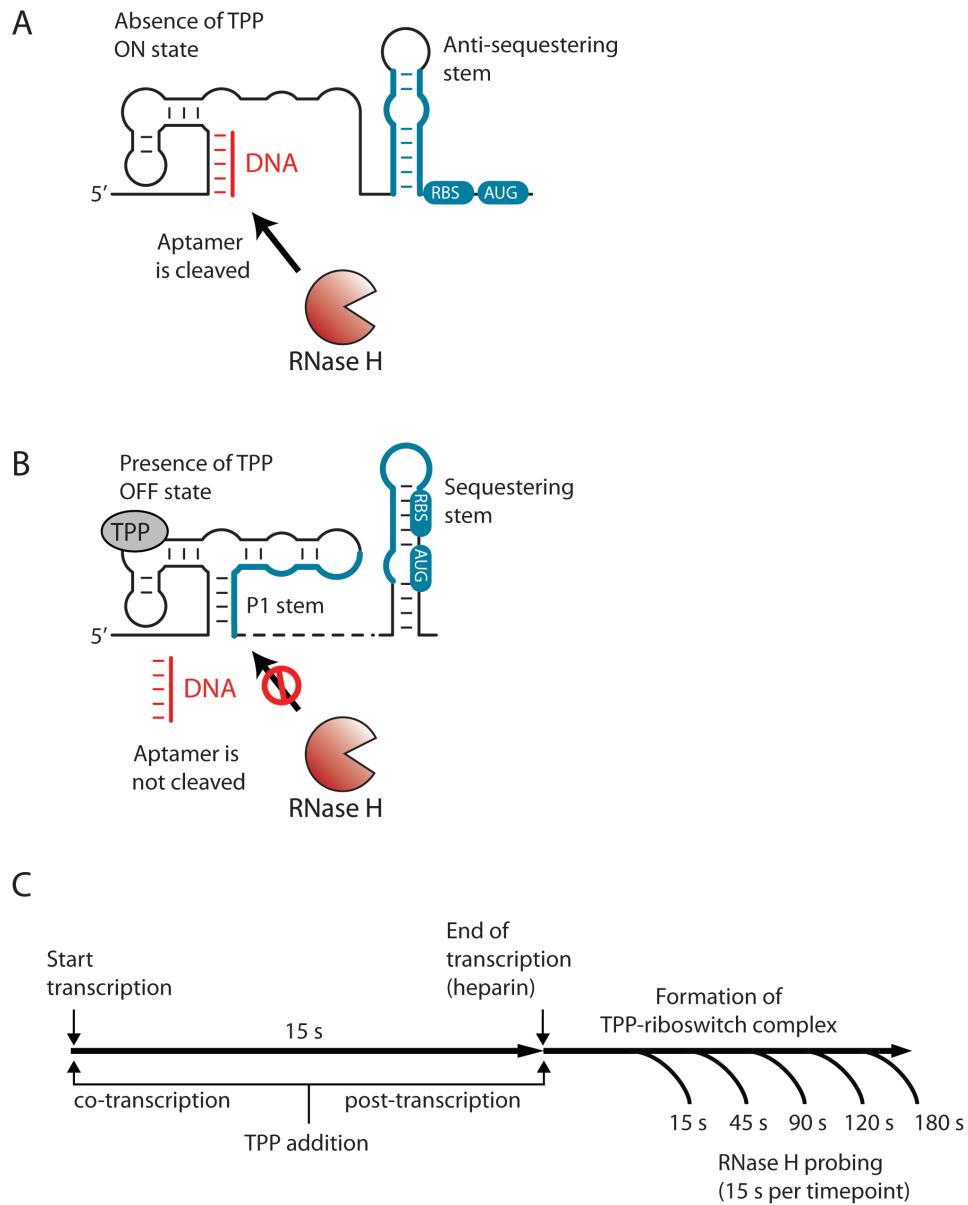 A
Absence of TPP
ON state
Anti-sequestering
stem
DNA
5′
RBS
AUG
Aptamer
is cleaved
RNase H
B
Presence of TPP
OFF state
TPP
Sequestering
stem
RBS
AUG
P1 stem
5′
DNA
Aptamer is
not cleaved
RNase H
C
Start
transcription
End of
transcription
(heparin)
Formation of
TPP-riboswitch complex
15 s
co-transcription
post-transcription
TPP addition
15 s
45 s
90 s
120 s
180 s
RNase H probing
(15 s per timepoint)